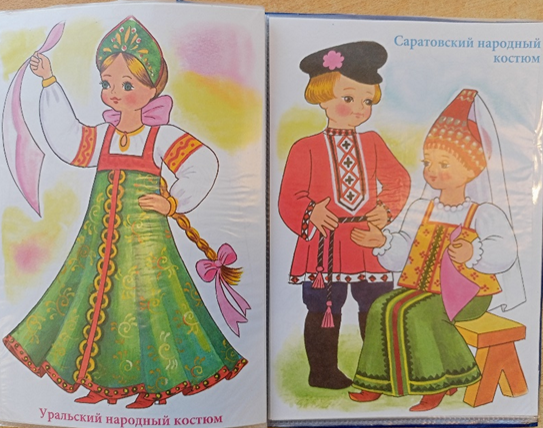 Уральский народный костюм
Саратовский народный
костюм